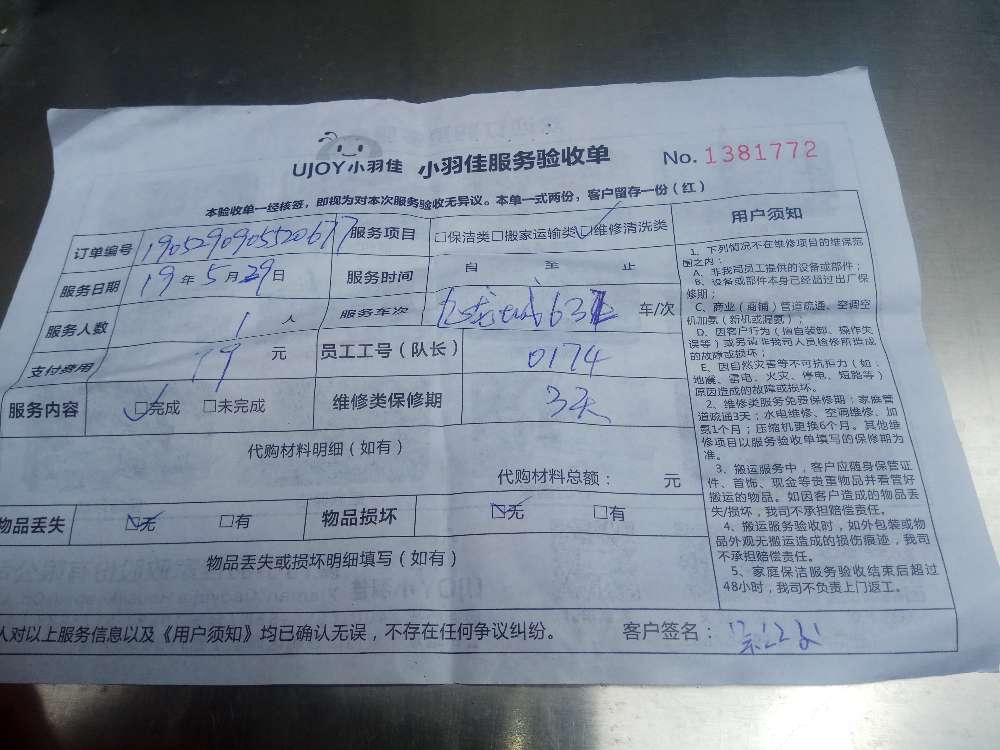 UJOY小羽佳 小羽佳服务验收单 No. 1381772
本验收单一经核签，即视为对本次服务验收无异议。本单一式两份，客户留存一份（红）
订单编号 1905290905520677 服务项目 □保洁类□搬家运输类□维修清洗类
服务日期 19 年 5 月 29 日 服务时间 自 至 止
服务人数 1 人 服务车次 车/次
支付费用 79 元 员工工号（队长） 0174
服务内容 □完成 □未完成 维修类保修期 3天
代购材料明细（如有）
代购材料总额： 元
物品丢失 □无 □有 物品损坏 □无 □有
物品丢失或损坏明细填写（如有）
人对以上服务信息以及《用户须知》均已确认无误，不存在任何争议纠纷。 客户签名：
用户须知
1、下列情况不在维修项目的维保范
围之内：
A、非我司员工提供的设备或部件；
B、设备或部件本身已经超过出厂保
修期；
C、商业（商铺）管道疏通、空调空
机加氨（新机或漏氨）；
D、因客户行为（擅自装卸、操作失
误等）或另请非我司人员检修所造成
的故障或损坏；
E、因自然灾害等不可抗拒力（如：
地震、雷电、火灾、停电、短路等）
原因造成的故障或损坏。
2、维修类服务免费保修期：家庭管
道疏通3天；水电维修、空调维修、加
氨1个月；压缩机更换6个月。其他维
修项目以服务验收单填写的保修期为
准。
3、搬运服务中，客户应随身保管证
件、首饰、现金等贵重物品并看管好
搬运的物品。如因客户造成的物品丢
失/损坏，我司不承担赔偿责任。
4、搬运服务验收时，如外包装或物
品外观无搬运造成的损伤痕迹，我司
不承担赔偿责任。
5、家庭保洁服务验收结束后超过
48小时，我司不负责上门返工。